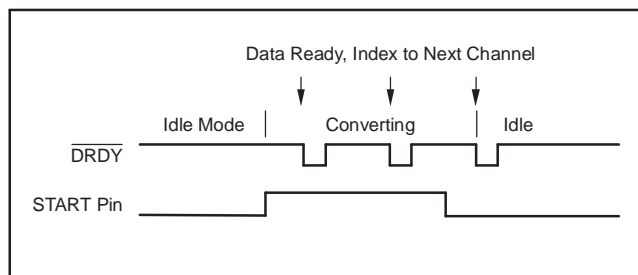 Data Ready, Index to Next Channel
Idle Mode Converting Idle
DRDY
START Pin